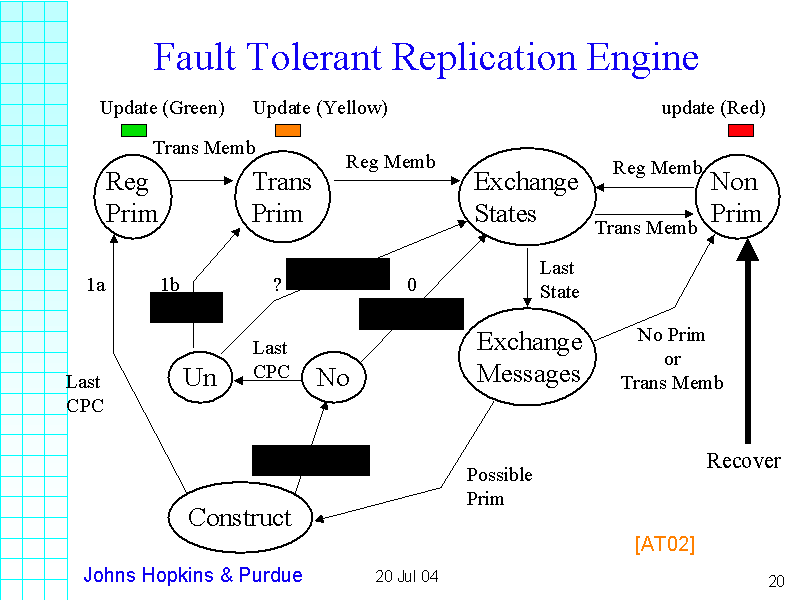 Fault Tolerant Replication Engine
Update (Green)
Update (Yellow)
update (Red)
Trans Memb
Reg Memb
Reg Memb
Reg
Prim
Trans
Prim
Exchange
States
Non
Prim
Trans Memb
1a
1b
?
0
Last
State
Exchange
Messages
No Prim
or
Trans Memb
Last
CPC
Un
Last
CPC
No
Recover
Possible
Prim
Construct
[AT02]
Johns Hopkins & Purdue
20 Jul 04
20